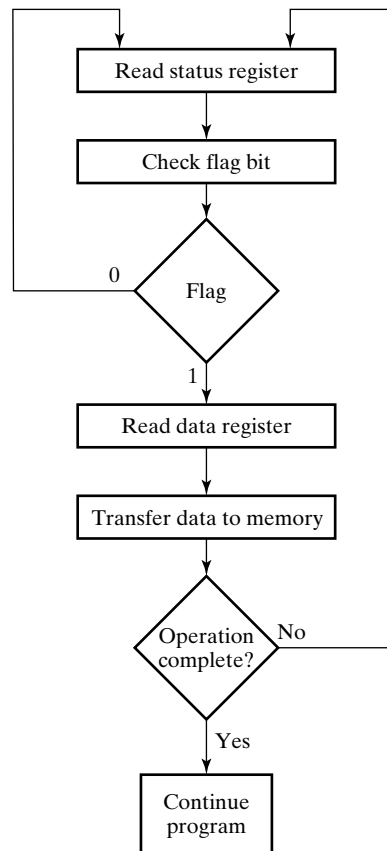 Read status register
Check flag bit
0
Flag
1
Read data register
Transfer data to memory
Operation
complete?
No
Yes
Continue
program